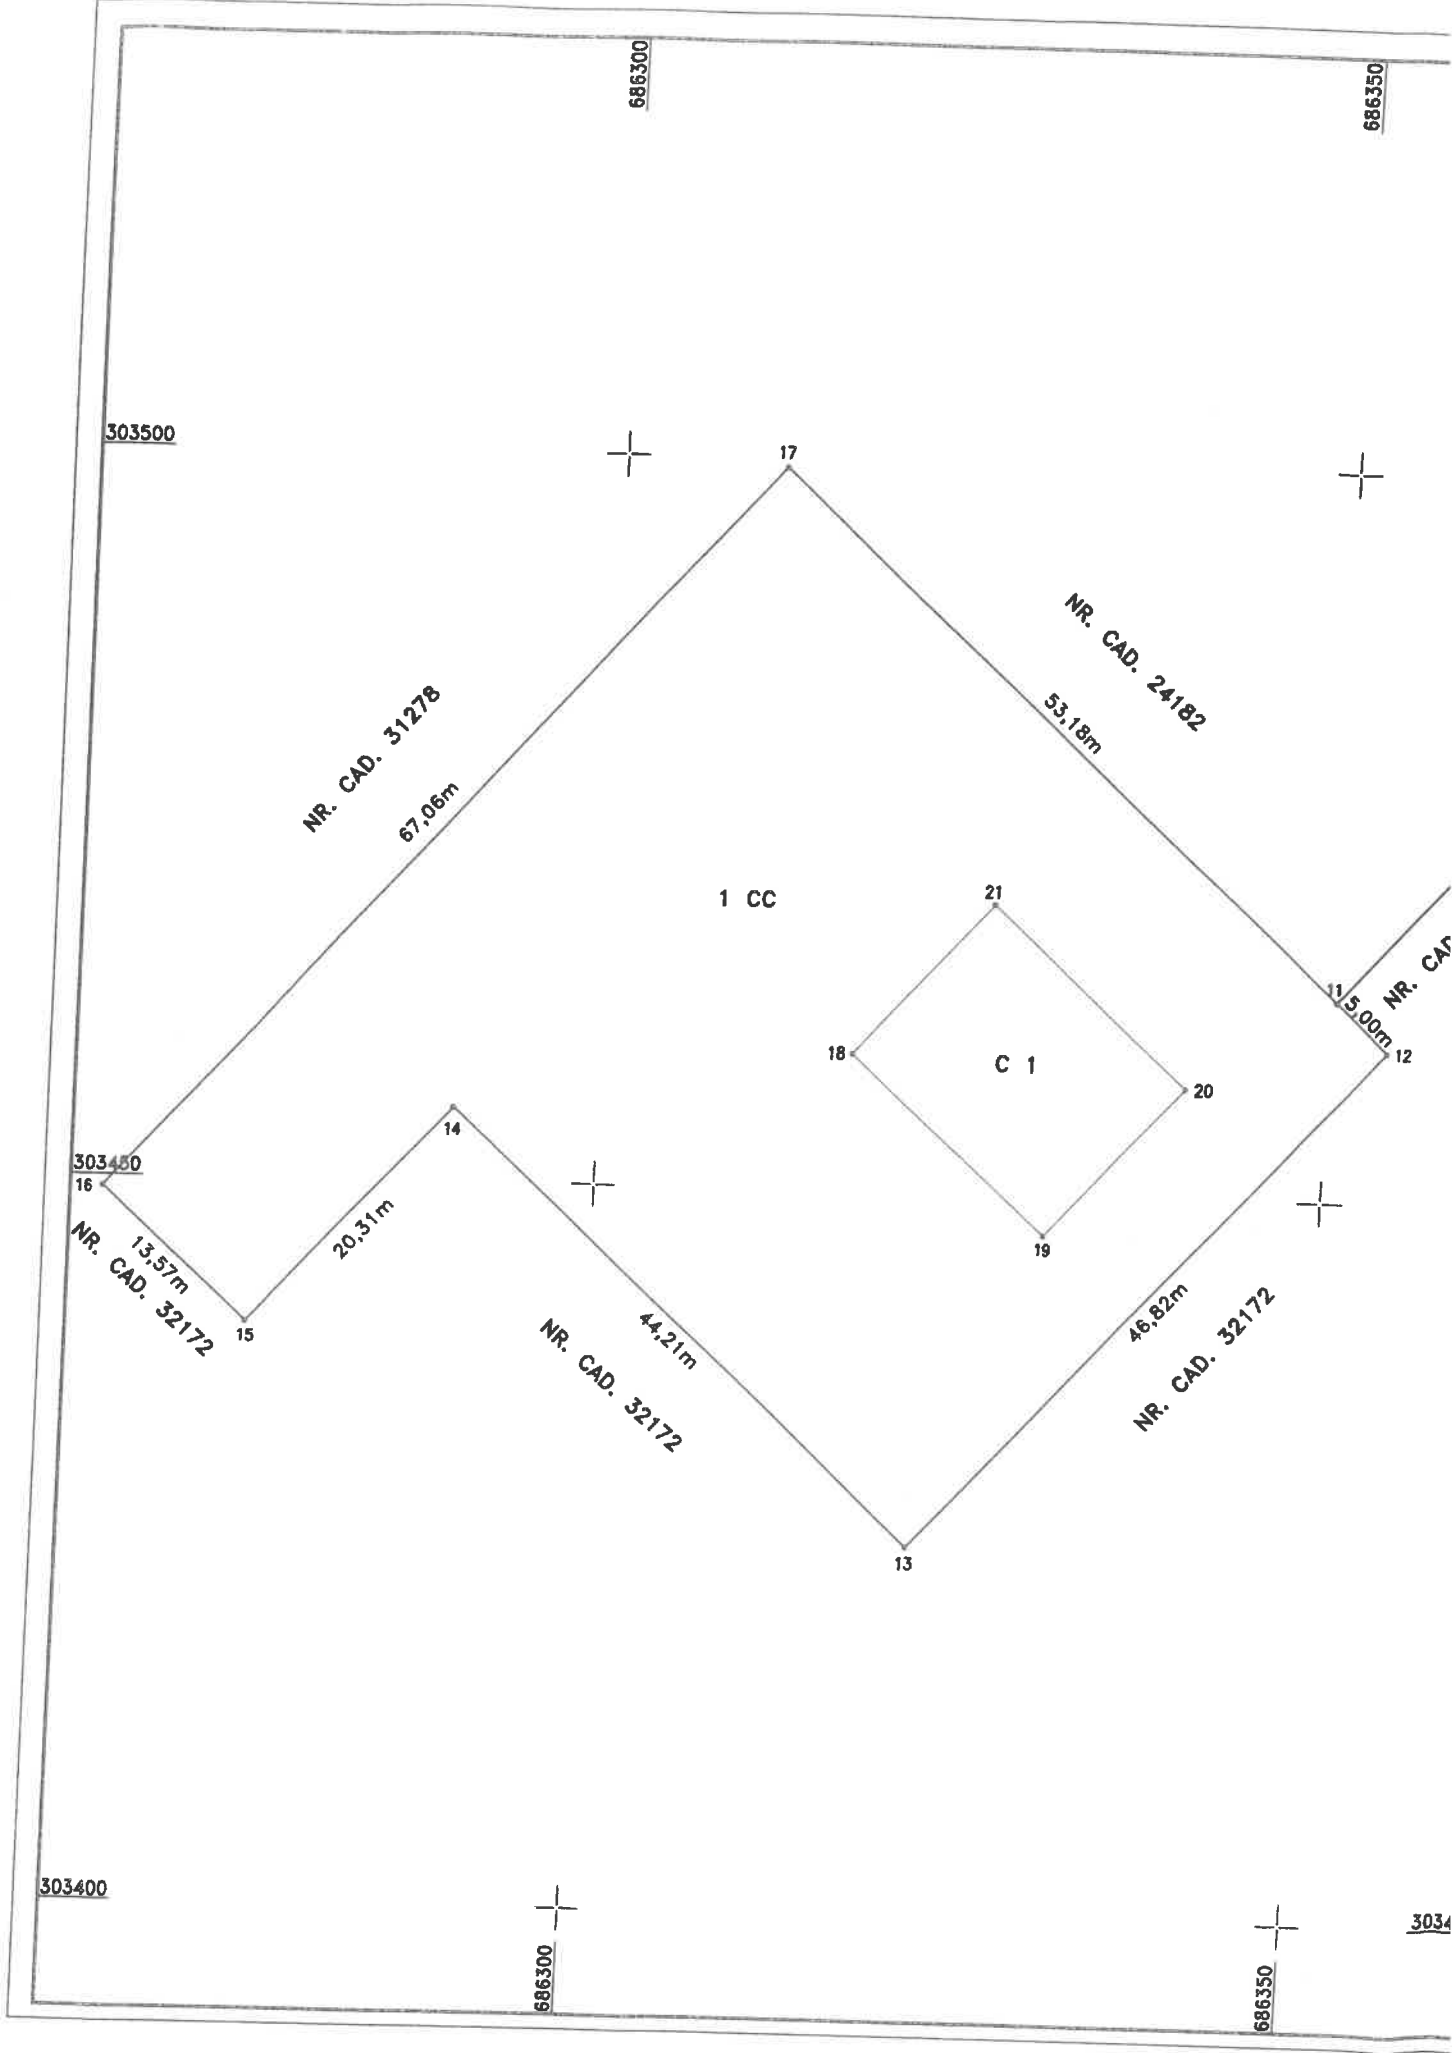 686300
686350
303500
17
NR. CAD. 24182
53,18m
NR. CAD. 31278
67,06m
1 CC
21
11
5,00m
NR. CAD
12
18
C 1
20
14
303450
16
13,57m
NR. CAD. 32172
20,31m
15
19
44,21m
NR. CAD. 32172
46,82m
NR. CAD. 32172
13
303400
3034
686300
686350